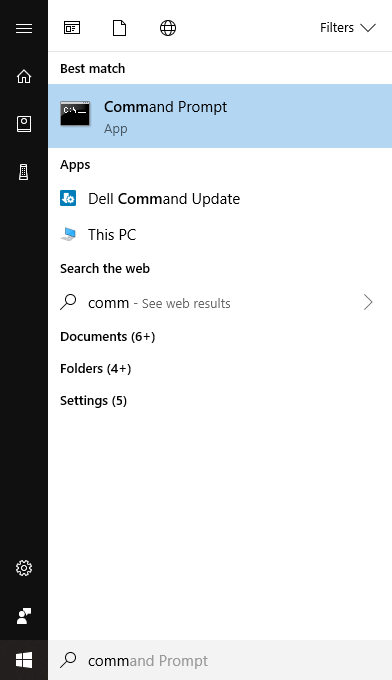 Filters
Best match
C:\_
Command Prompt
App
Apps
Dell Command Update
This PC
Search the web
comm - See web results
Documents (6+)
Folders (4+)
Settings (5)
command Prompt